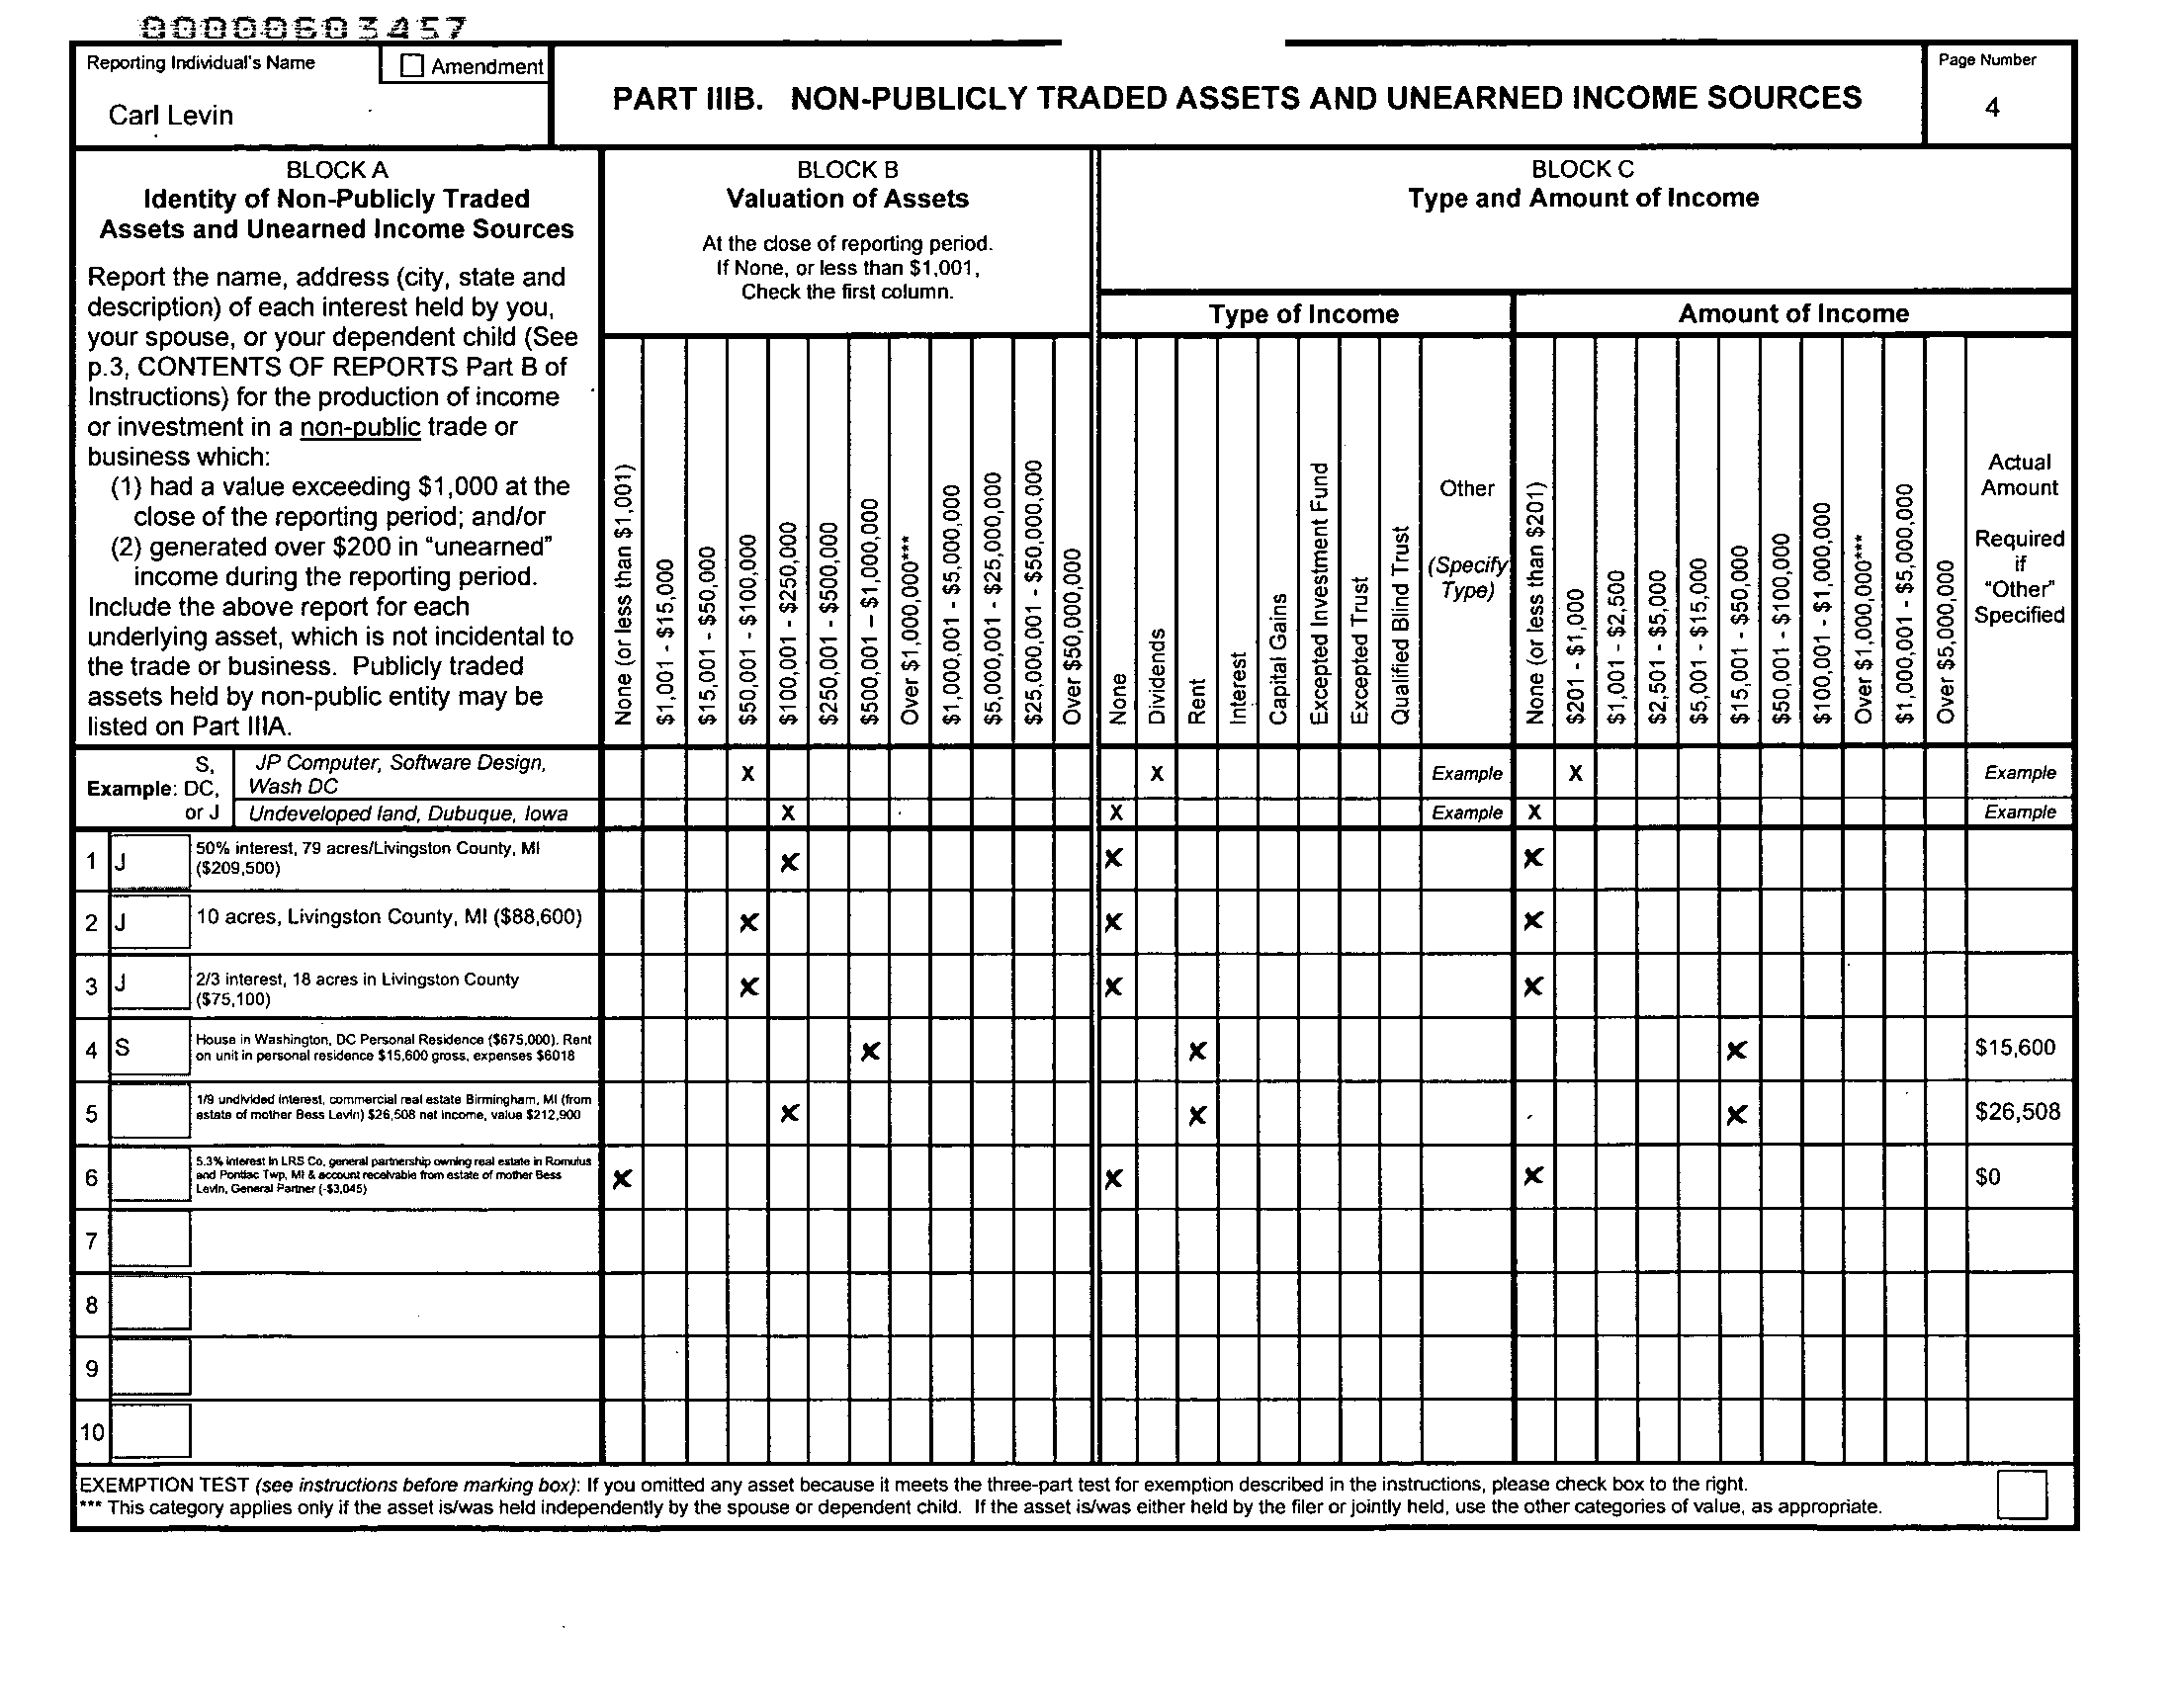 00000603457
Reporting Individual's Name
Amendment
Carl Levin
PART IIIB. NON-PUBLICLY TRADED ASSETS AND UNEARNED INCOME SOURCES
Page Number
4
BLOCK A
Identity of Non-Publicly Traded
Assets and Unearned Income Sources
Report the name, address (city, state and
description) of each interest held by you,
your spouse, or your dependent child (See
p.3, CONTENTS OF REPORTS Part B of
Instructions) for the production of income
or investment in a non-public trade or
business which:
(1) had a value exceeding $1,000 at the
close of the reporting period; and/or
(2) generated over $200 in "unearned"
income during the reporting period.
Include the above report for each
underlying asset, which is not incidental to
the trade or business. Publicly traded
assets held by non-public entity may be
listed on Part IIIA.
BLOCK B
Valuation of Assets
At the close of reporting period.
If None, or less than $1,001,
Check the first column.
None (or less than $1,001)
$1,001 - $15,000
$15,001 - $50,000
$50,001 - $100,000
$100,001 - $250,000
$250,001 - $500,000
$500,001 – $1,000,000
Over $1,000,000***
$1,000,001 - $5,000,000
$5,000,001 - $25,000,000
$25,000,001 - $50,000,000
Over $50,000,000
BLOCK C
Type and Amount of Income
Type of Income
None
Dividends
Rent
Interest
Capital Gains
Excepted Investment Fund
Excepted Trust
Qualified Blind Trust
Other
(Specify
Type)
Amount of Income
None (or less than $201)
$201 - $1,000
$1,001 - $2,500
$2,501 - $5,000
$5,001 - $15,000
$15,001 - $50,000
$50,001 - $100,000
$100,001 - $1,000,000
Over $1,000,000***
$1,000,001 - $5,000,000
Over $5,000,000
Actual
Amount
Required
if
"Other"
Specified
Example: S, DC, or J
JP Computer, Software Design,
Wash DC
X X Example X Example
Undeveloped land, Dubuque, Iowa X X Example X Example
1 J 50% interest, 79 acres/Livingston County, MI
($209,500) X X X
2 J 10 acres, Livingston County, MI ($88,600) X X X
3 J 2/3 interest, 18 acres in Livingston County
($75,100) X X X
4 S House in Washington, DC Personal Residence ($675,000). Rent
on unit in personal residence $15,600 gross, expenses $6018 X X X $15,600
5 1/9 undivided interest, commercial real estate Birmingham, MI (from
estate of mother Bess Levin) $26,508 net income, value $212,900 X X X $26,508
6 5.3% interest in LRS Co, general partnership owning real estate in Romulus
and Pontiac Twp, MI & account receivable from estate of mother Bess
Levin, General Partner (-$3,045) X X X $0
7
8
9
10
EXEMPTION TEST (see instructions before marking box): If you omitted any asset because it meets the three-part test for exemption described in the instructions, please check box to the right.
*** This category applies only if the asset is/was held independently by the spouse or dependent child. If the asset is/was either held by the filer or jointly held, use the other categories of value, as appropriate.